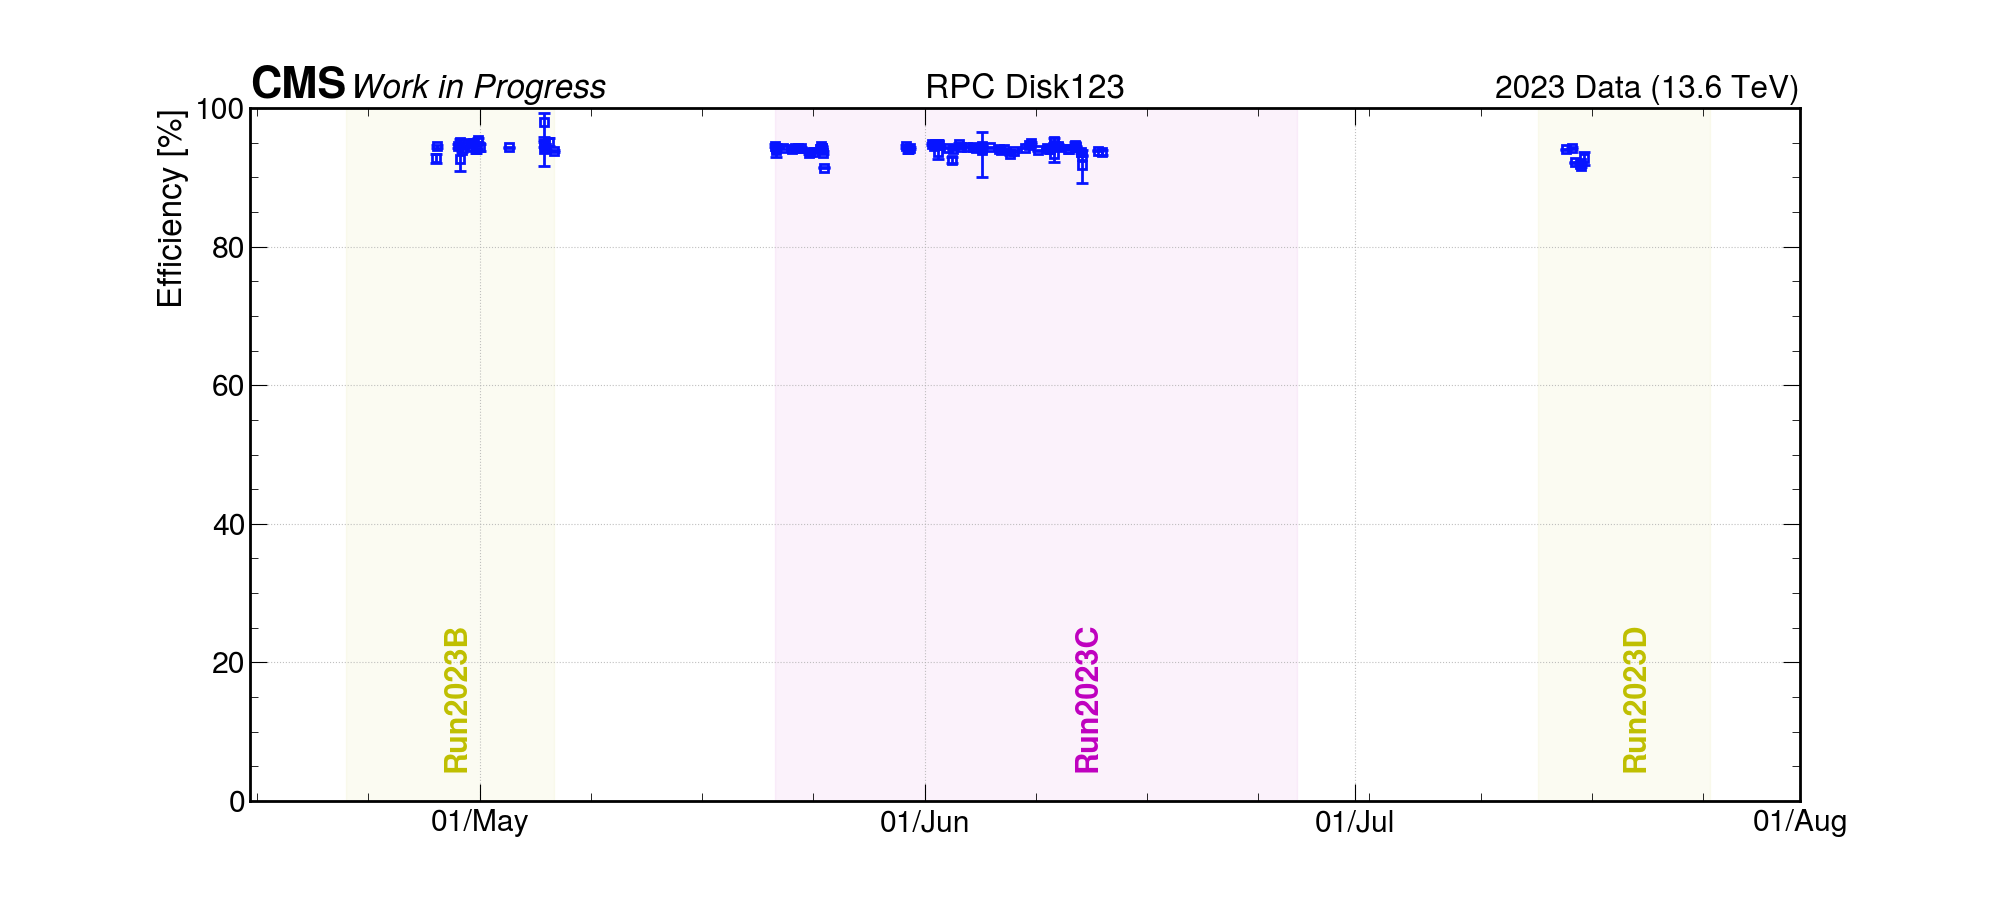 CMS Work in Progress RPC Disk123 2023 Data (13.6 TeV)
Efficiency [%]
100
80
60
40
20
0
Run2023B
Run2023C
Run2023D
01/May 01/Jun 01/Jul 01/Aug